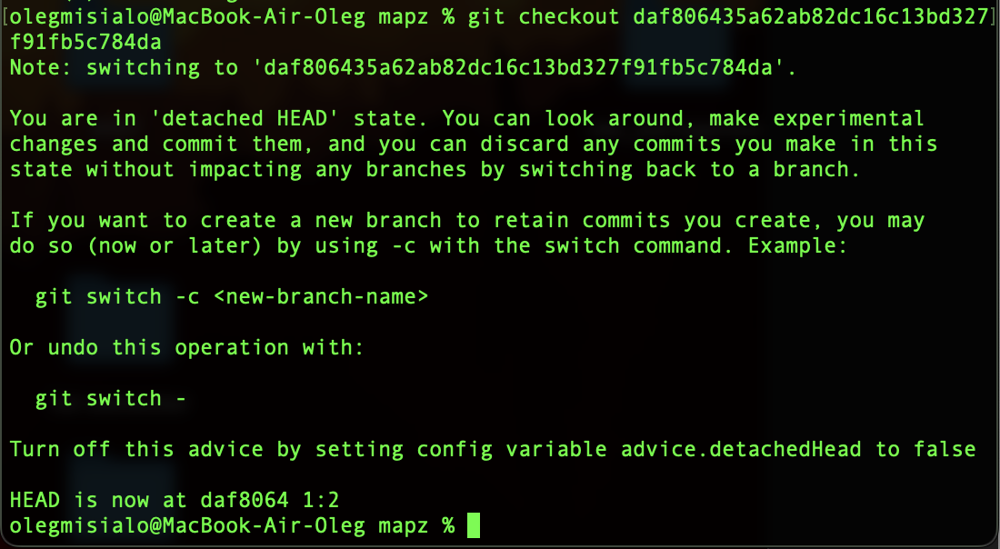 [olegmisialo@MacBook-Air-Oleg mapz % git checkout daf806435a62ab82dc16c13bd327]
f91fb5c784da
Note: switching to 'daf806435a62ab82dc16c13bd327f91fb5c784da'.
You are in 'detached HEAD' state. You can look around, make experimental
changes and commit them, and you can discard any commits you make in this
state without impacting any branches by switching back to a branch.
If you want to create a new branch to retain commits you create, you may
do so (now or later) by using -c with the switch command. Example:
git switch -c <new-branch-name>
Or undo this operation with:
git switch -
Turn off this advice by setting config variable advice.detachedHead to false
HEAD is now at daf8064 1:2
olegmisialo@MacBook-Air-Oleg mapz %